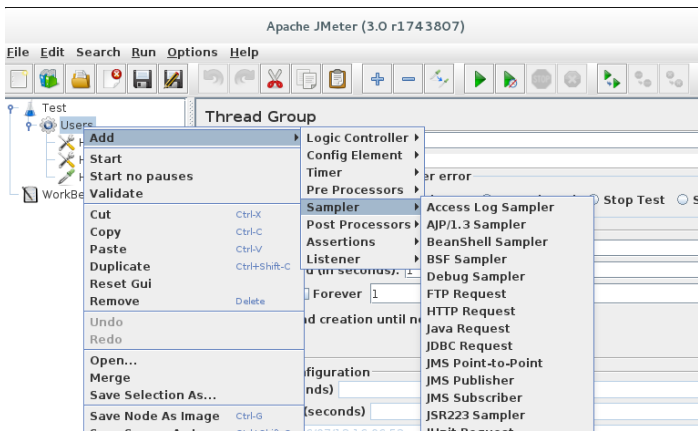 Apache JMeter (3.0 r1743807)
File Edit Search Run Options Help
Test
Users
WorkBe
Thread Group
er error
Stop Test
Forever 1
d creation until
figuration
nds)
(seconds)
Add
Start
Start no pauses
Validate
Cut Ctrl-X
Copy Ctrl-C
Paste Ctrl-V
Duplicate Ctrl+Shift-C
Reset Gui
Remove Delete
Undo
Redo
Open...
Merge
Save Selection As...
Save Node As Image Ctrl-G
Logic Controller
Config Element
Timer
Pre Processors
Sampler
Post Processors
Assertions
Listener
Access Log Sampler
AJP/1.3 Sampler
BeanShell Sampler
BSF Sampler
Debug Sampler
FTP Request
HTTP Request
Java Request
JDBC Request
JMS Point-to-Point
JMS Publisher
JMS Subscriber
JSR223 Sampler
JUnit Request